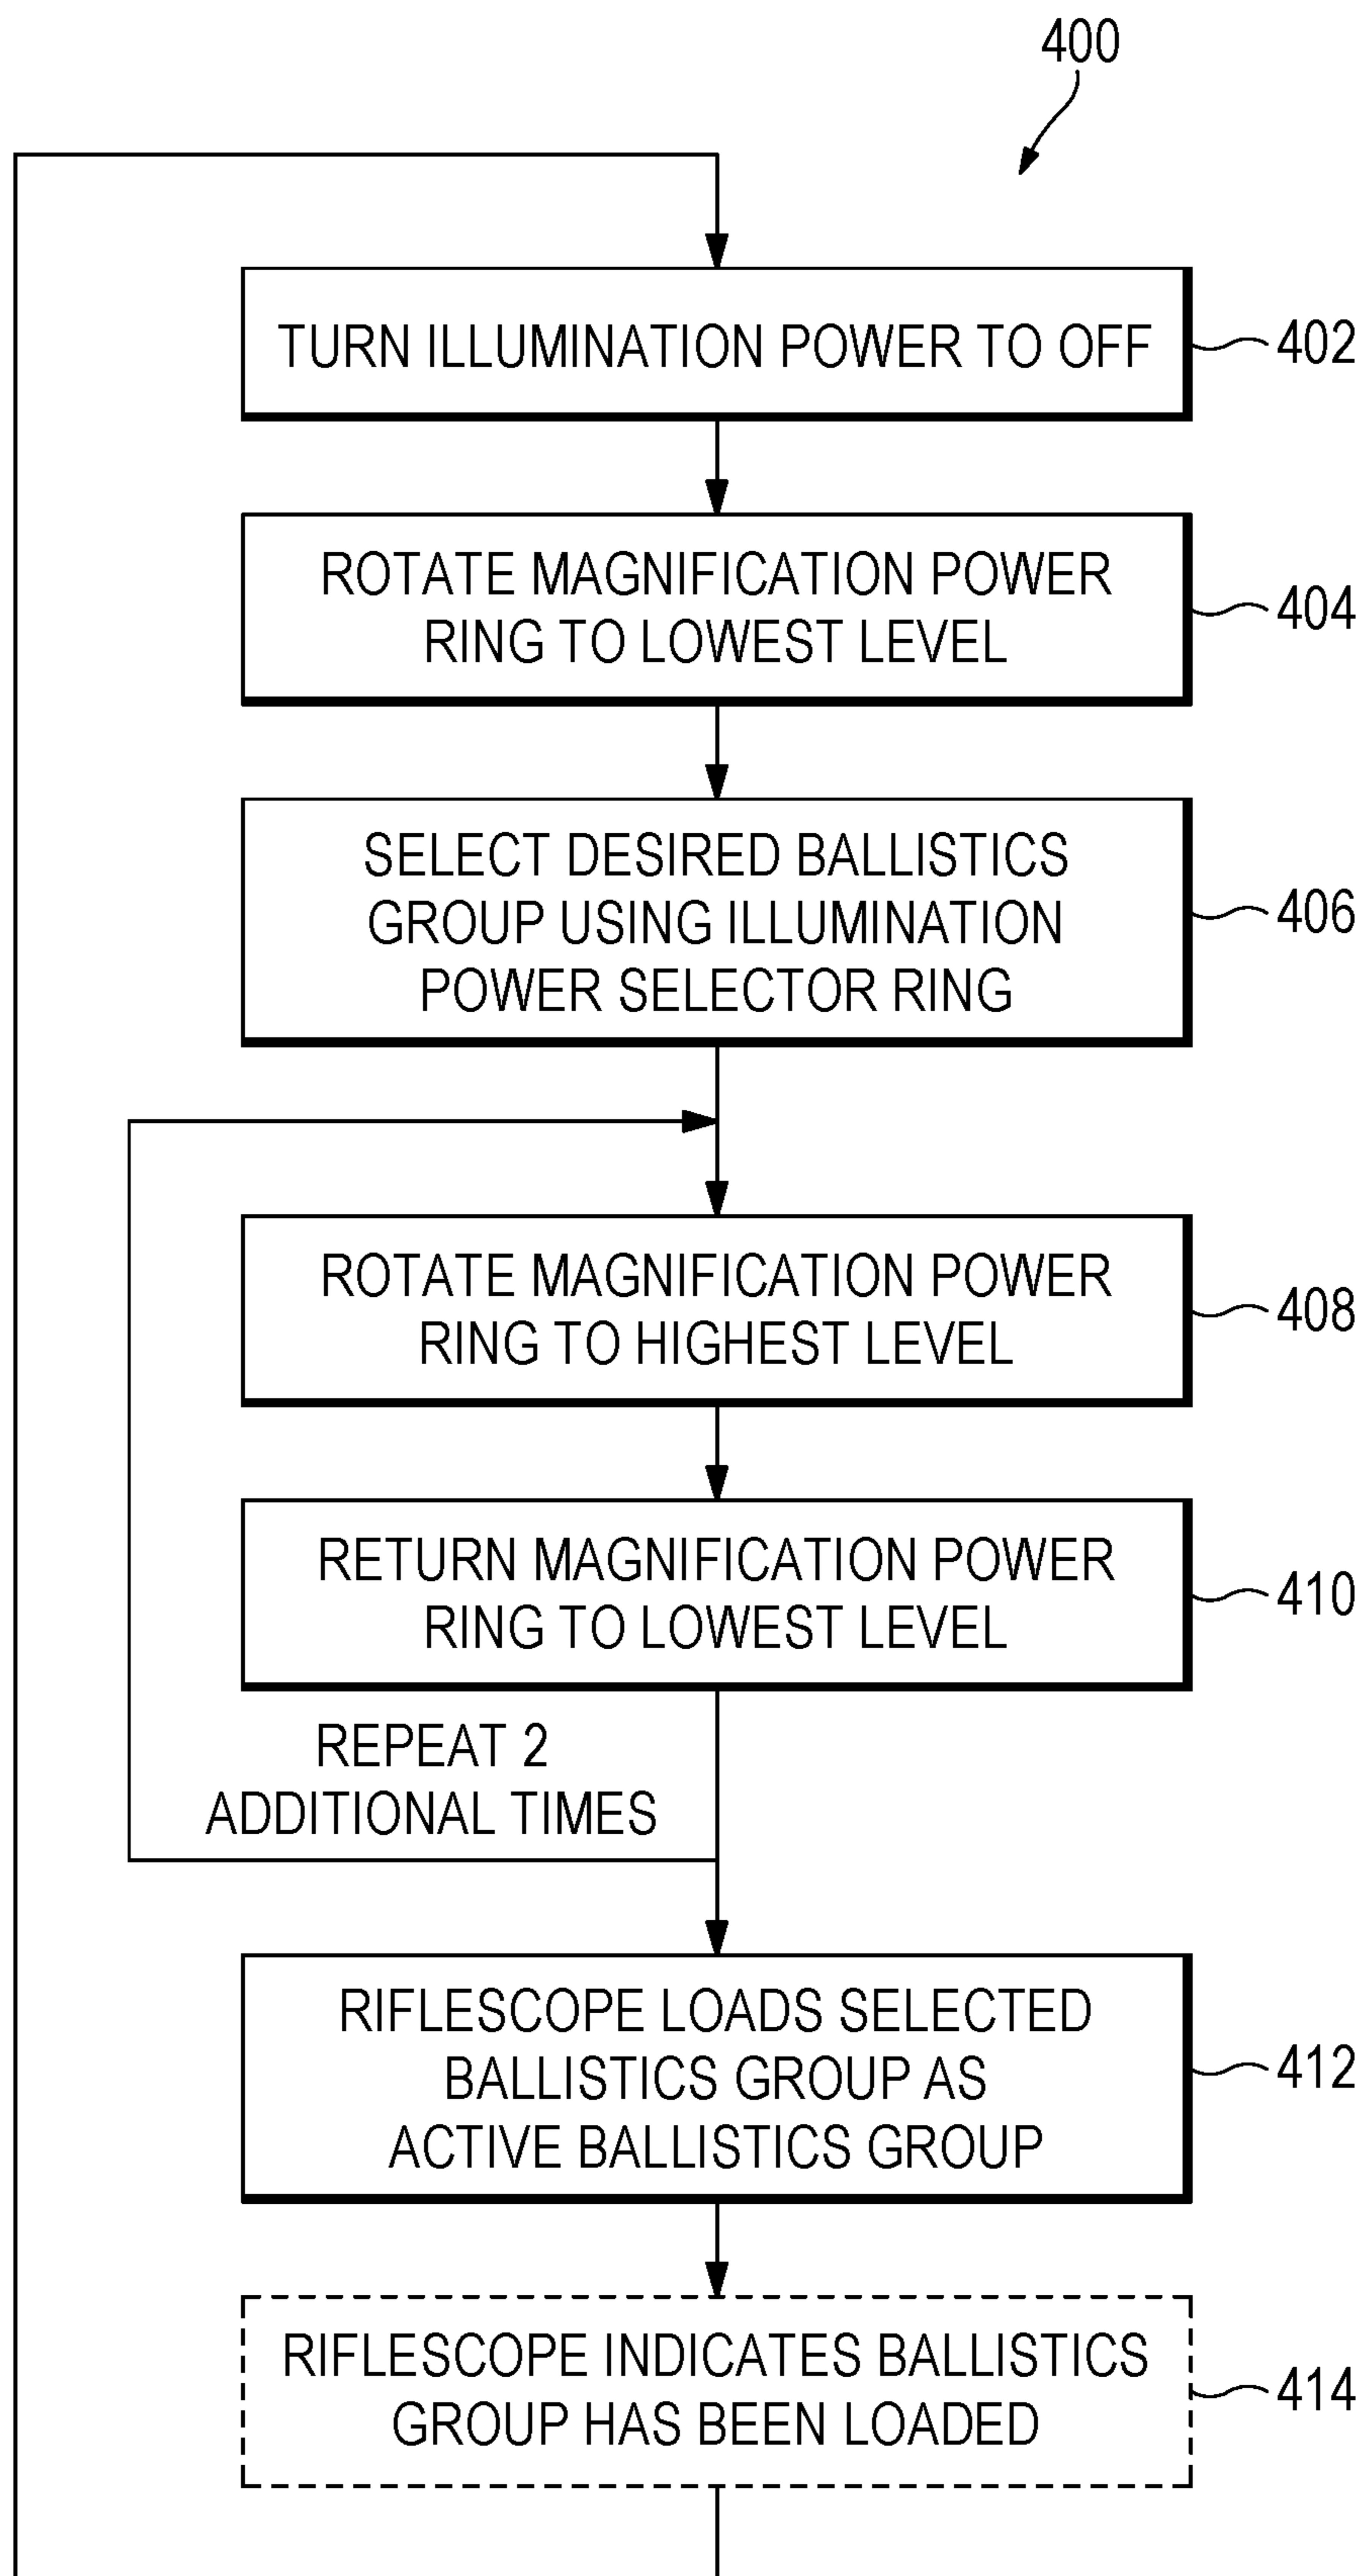 400
TURN ILLUMINATION POWER TO OFF
402
ROTATE MAGNIFICATION POWER
RING TO LOWEST LEVEL
404
SELECT DESIRED BALLISTICS
GROUP USING ILLUMINATION
POWER SELECTOR RING
406
ROTATE MAGNIFICATION POWER
RING TO HIGHEST LEVEL
408
RETURN MAGNIFICATION POWER
RING TO LOWEST LEVEL
410
REPEAT 2
ADDITIONAL TIMES
RIFLESCOPE LOADS SELECTED
BALLISTICS GROUP AS
ACTIVE BALLISTICS GROUP
412
RIFLESCOPE INDICATES BALLISTICS
GROUP HAS BEEN LOADED
414